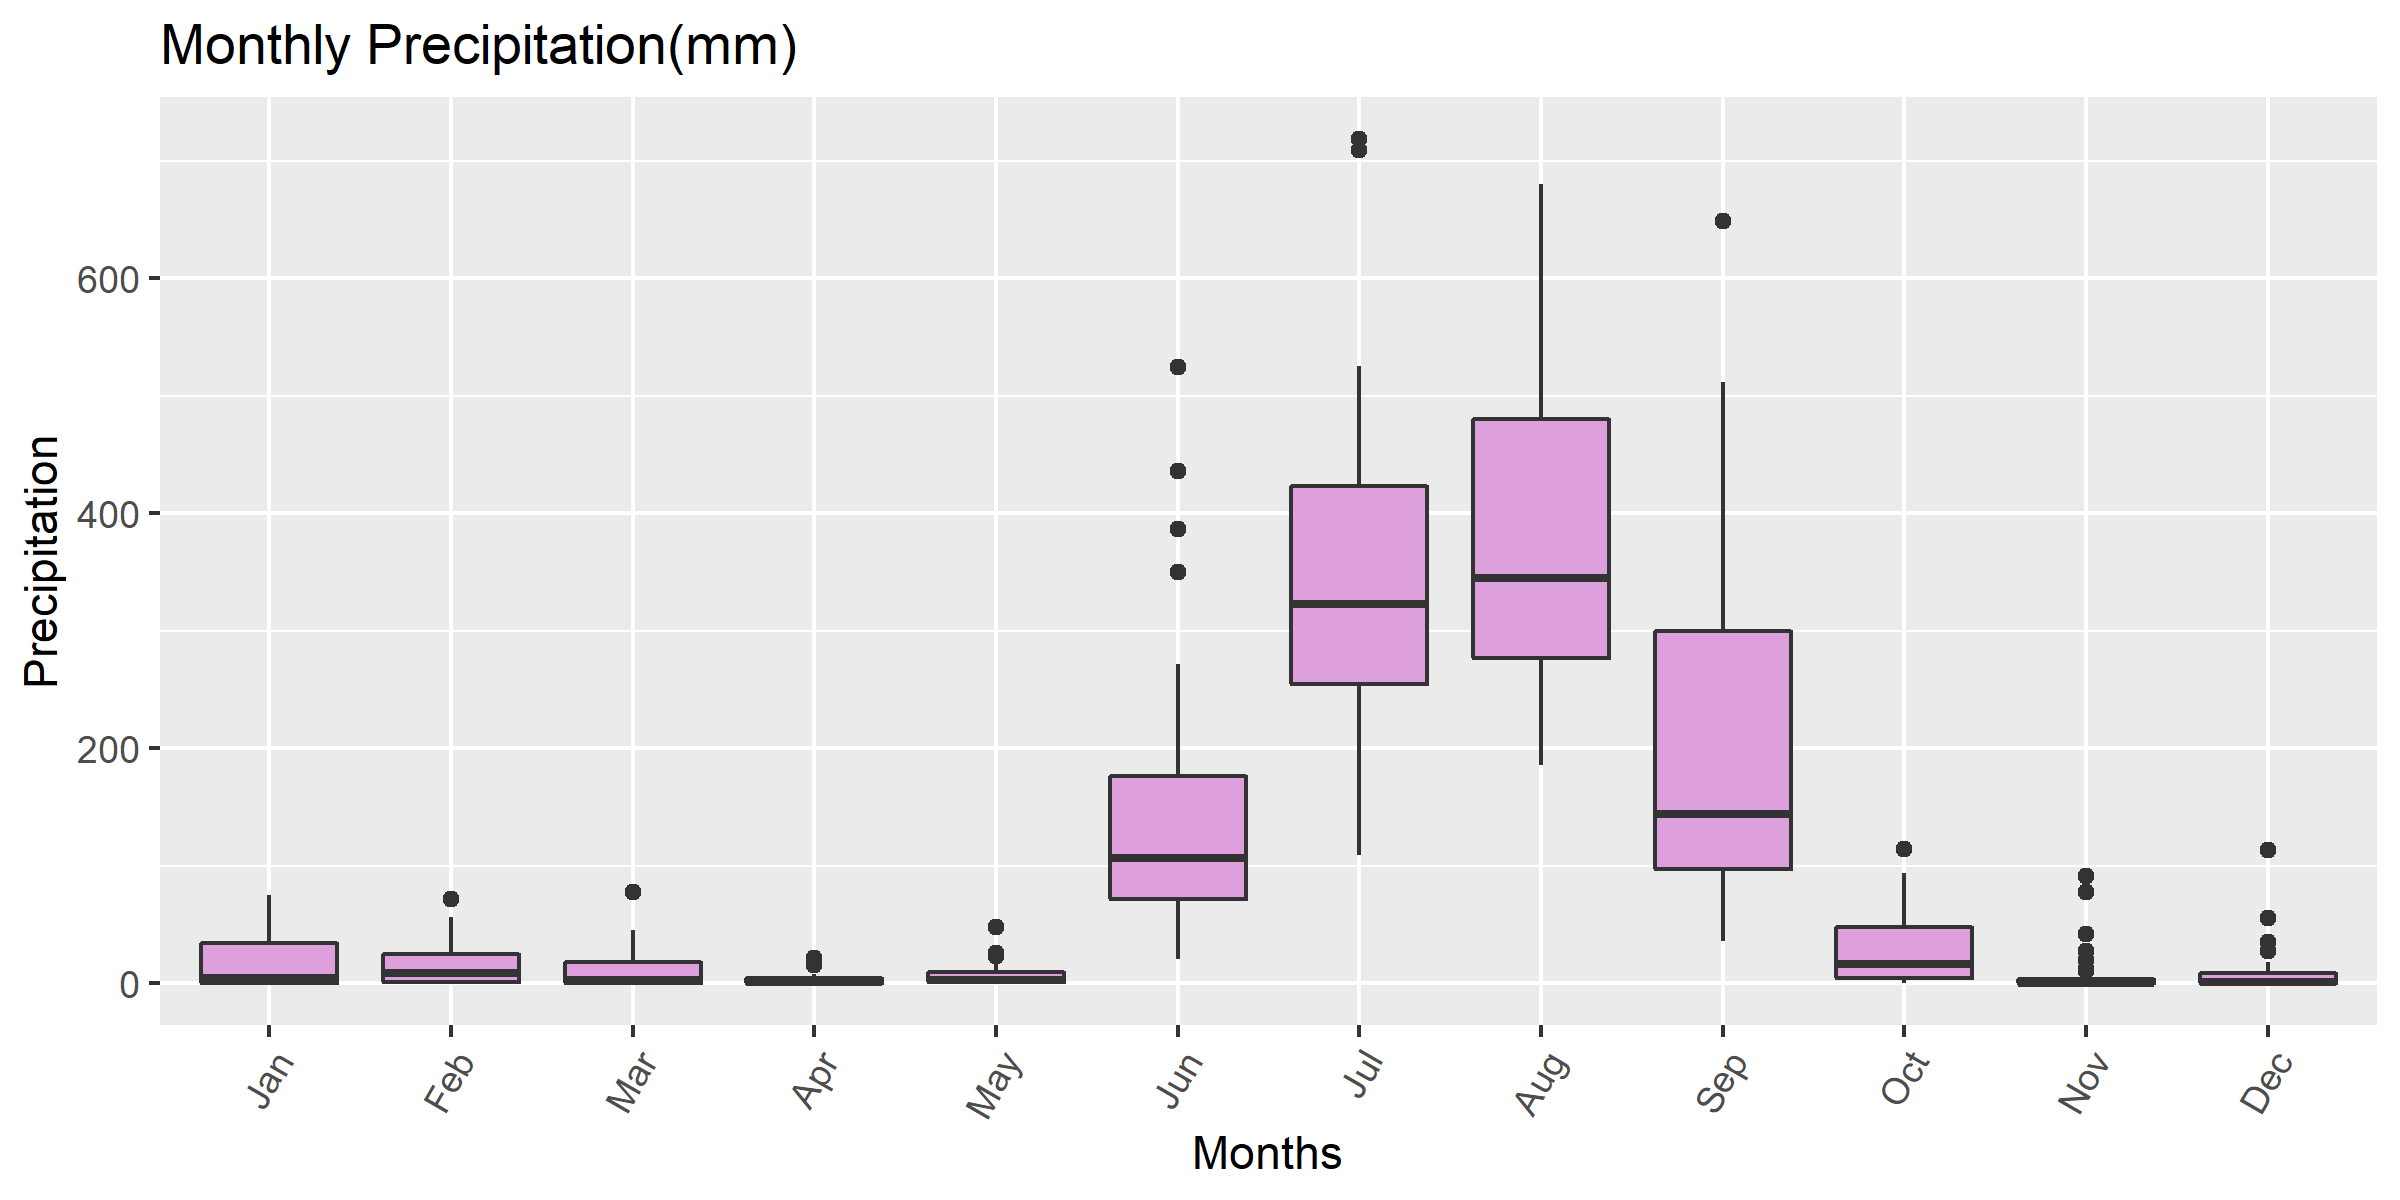 Monthly Precipitation(mm)
Precipitation
600
400
200
0
Jan Feb Mar Apr May Jun Jul Aug Sep Oct Nov Dec
Months